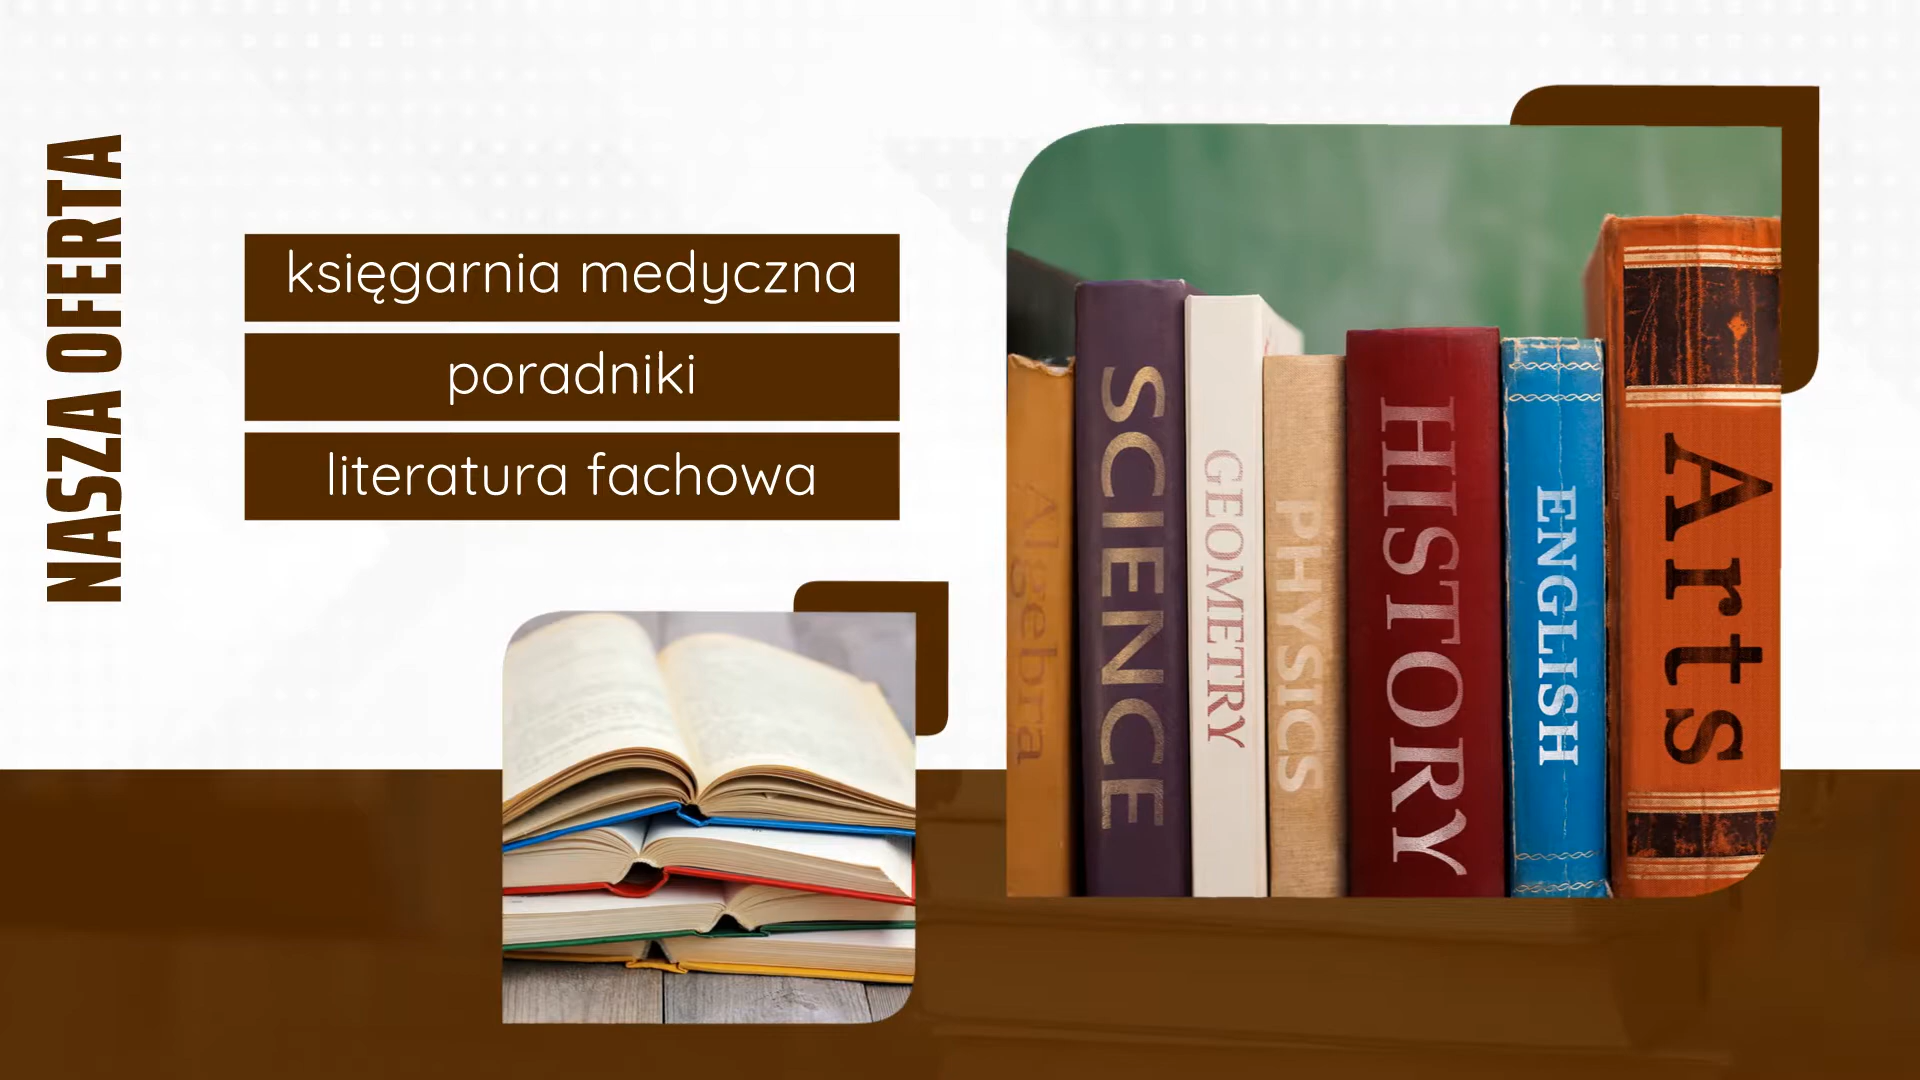 NASZA OFERTA
księgarnia medyczna
poradniki
literatura fachowa
Algebra
SCIENCE
GEOMETRY
PHYSICS
HISTORY
ENGLISH
Arts